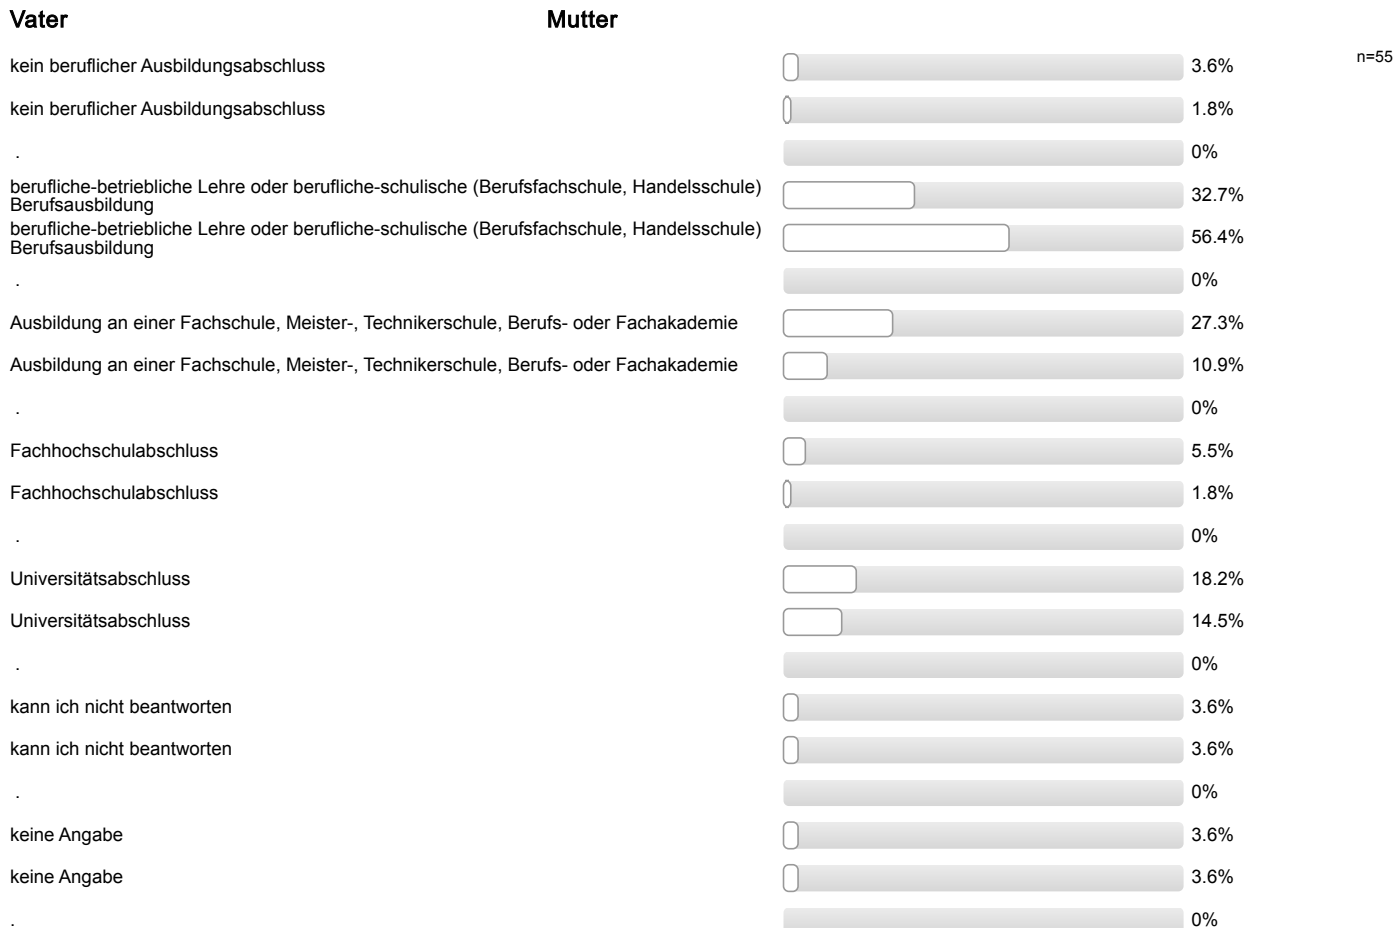 Vater Mutter
n=55
kein beruflicher Ausbildungsabschluss 3.6%
kein beruflicher Ausbildungsabschluss 1.8%
. 0%
berufliche-betriebliche Lehre oder berufliche-schulische (Berufsfachschule, Handelsschule)
Berufsausbildung 32.7%
berufliche-betriebliche Lehre oder berufliche-schulische (Berufsfachschule, Handelsschule)
Berufsausbildung 56.4%
. 0%
Ausbildung an einer Fachschule, Meister-, Technikerschule, Berufs- oder Fachakademie 27.3%
Ausbildung an einer Fachschule, Meister-, Technikerschule, Berufs- oder Fachakademie 10.9%
. 0%
Fachhochschulabschluss 5.5%
Fachhochschulabschluss 1.8%
. 0%
Universitätsabschluss 18.2%
Universitätsabschluss 14.5%
. 0%
kann ich nicht beantworten 3.6%
kann ich nicht beantworten 3.6%
. 0%
keine Angabe 3.6%
keine Angabe 3.6%
. 0%